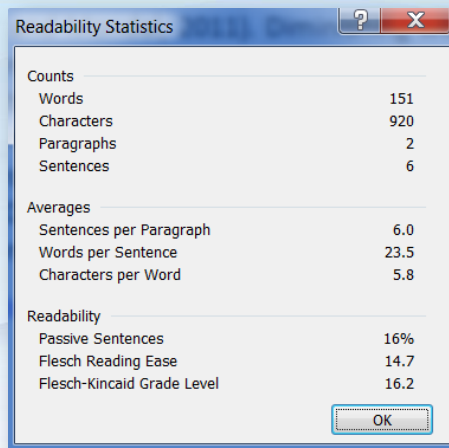 Readability Statistics
Counts
Words 151
Characters 920
Paragraphs 2
Sentences 6
Averages
Sentences per Paragraph 6.0
Words per Sentence 23.5
Characters per Word 5.8
Readability
Passive Sentences 16%
Flesch Reading Ease 14.7
Flesch-Kincaid Grade Level 16.2
OK